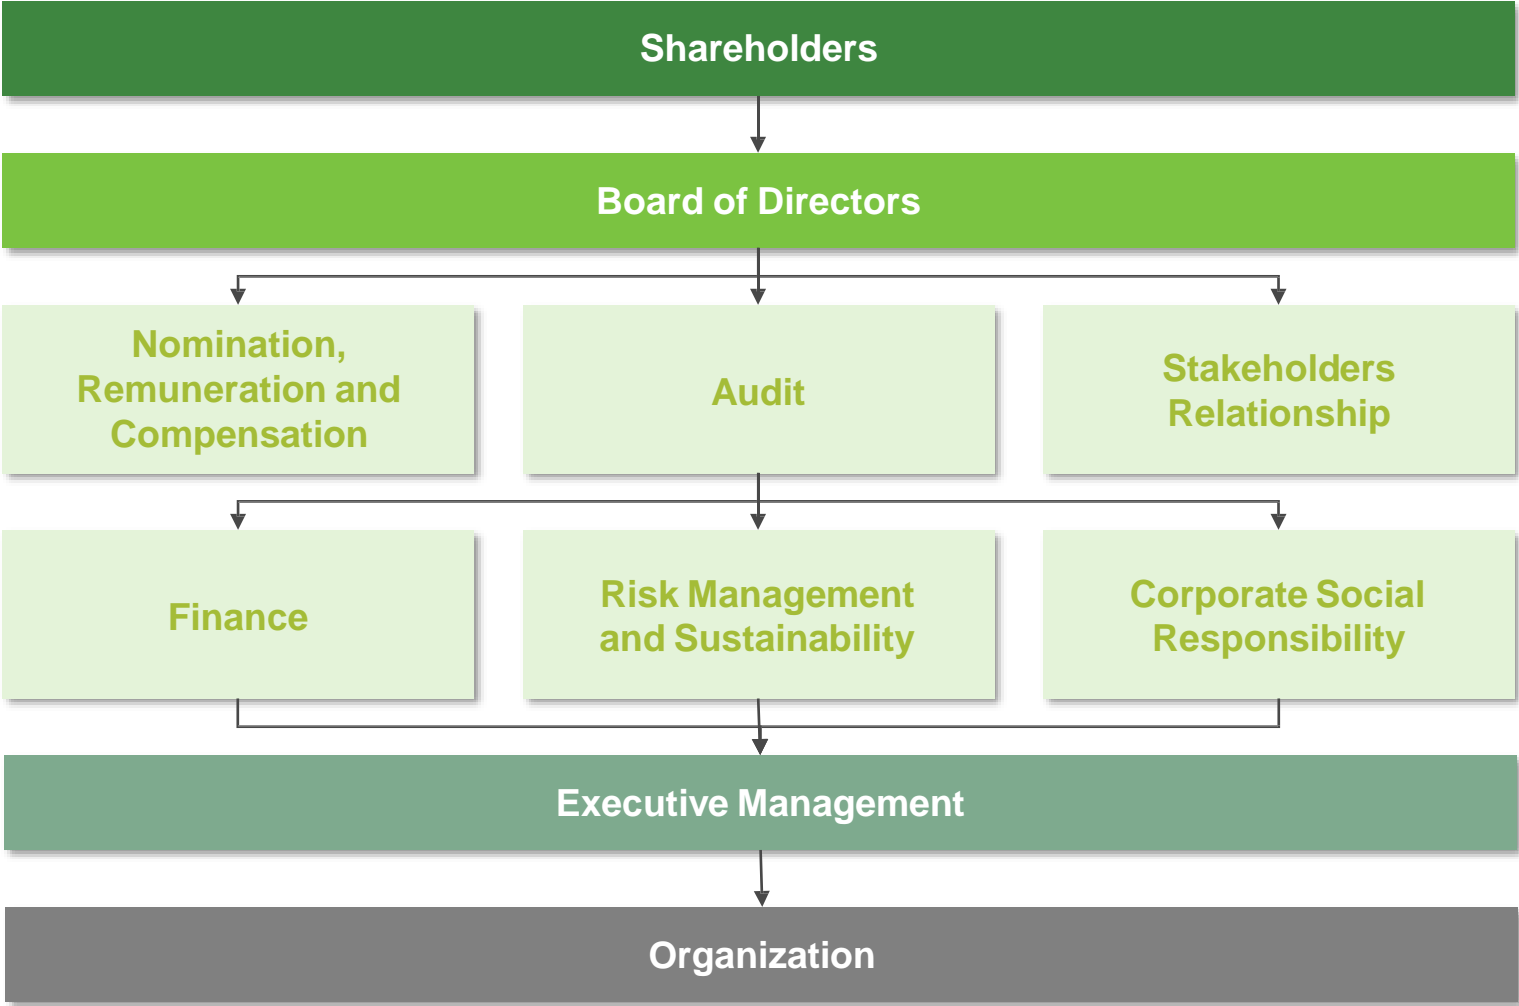 Shareholders
Board of Directors
Nomination,
Remuneration and
Compensation
Audit
Stakeholders
Relationship
Finance
Risk Management
and Sustainability
Corporate Social
Responsibility
Executive Management
Organization